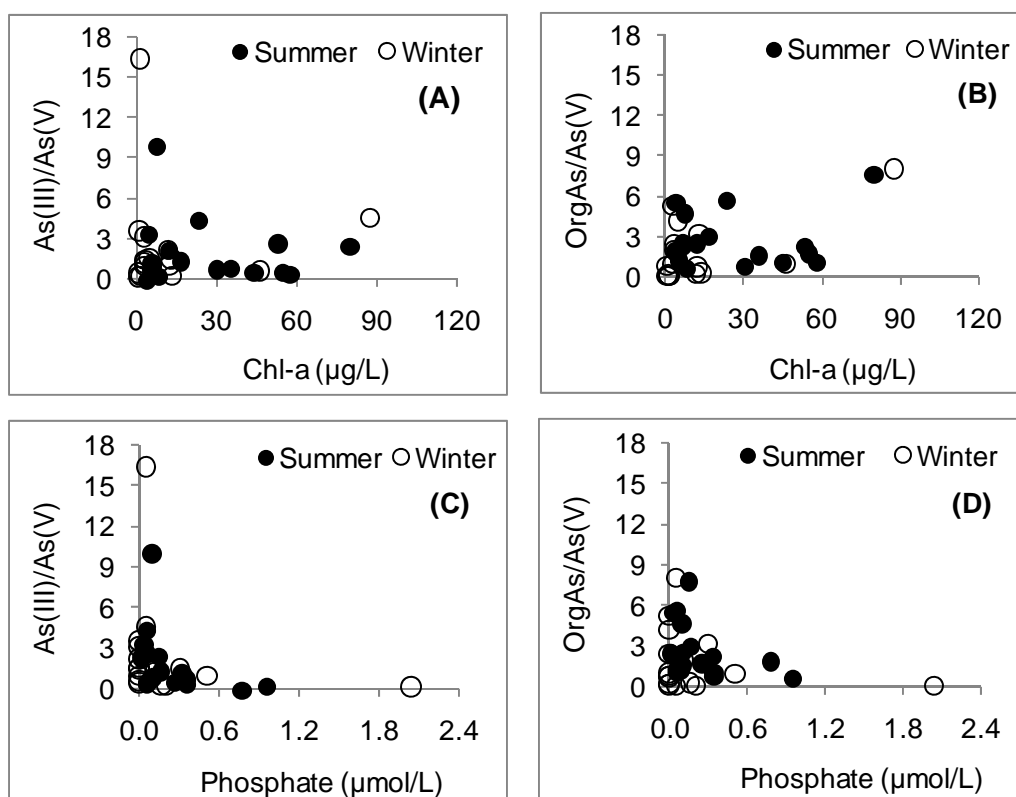 Summer Winter
(A)
As(III)/As(V)
18
15
12
9
6
3
0
0 30 60 90 120
Chl-a (µg/L)
Summer Winter
(B)
OrgAs/As(V)
18
15
12
9
6
3
0
0 30 60 90 120
Chl-a (µg/L)
Summer Winter
(C)
As(III)/As(V)
18
15
12
9
6
3
0
0.0 0.6 1.2 1.8 2.4
Phosphate (µmol/L)
Summer Winter
(D)
OrgAs/As(V)
18
15
12
9
6
3
0
0.0 0.6 1.2 1.8 2.4
Phosphate (µmol/L)